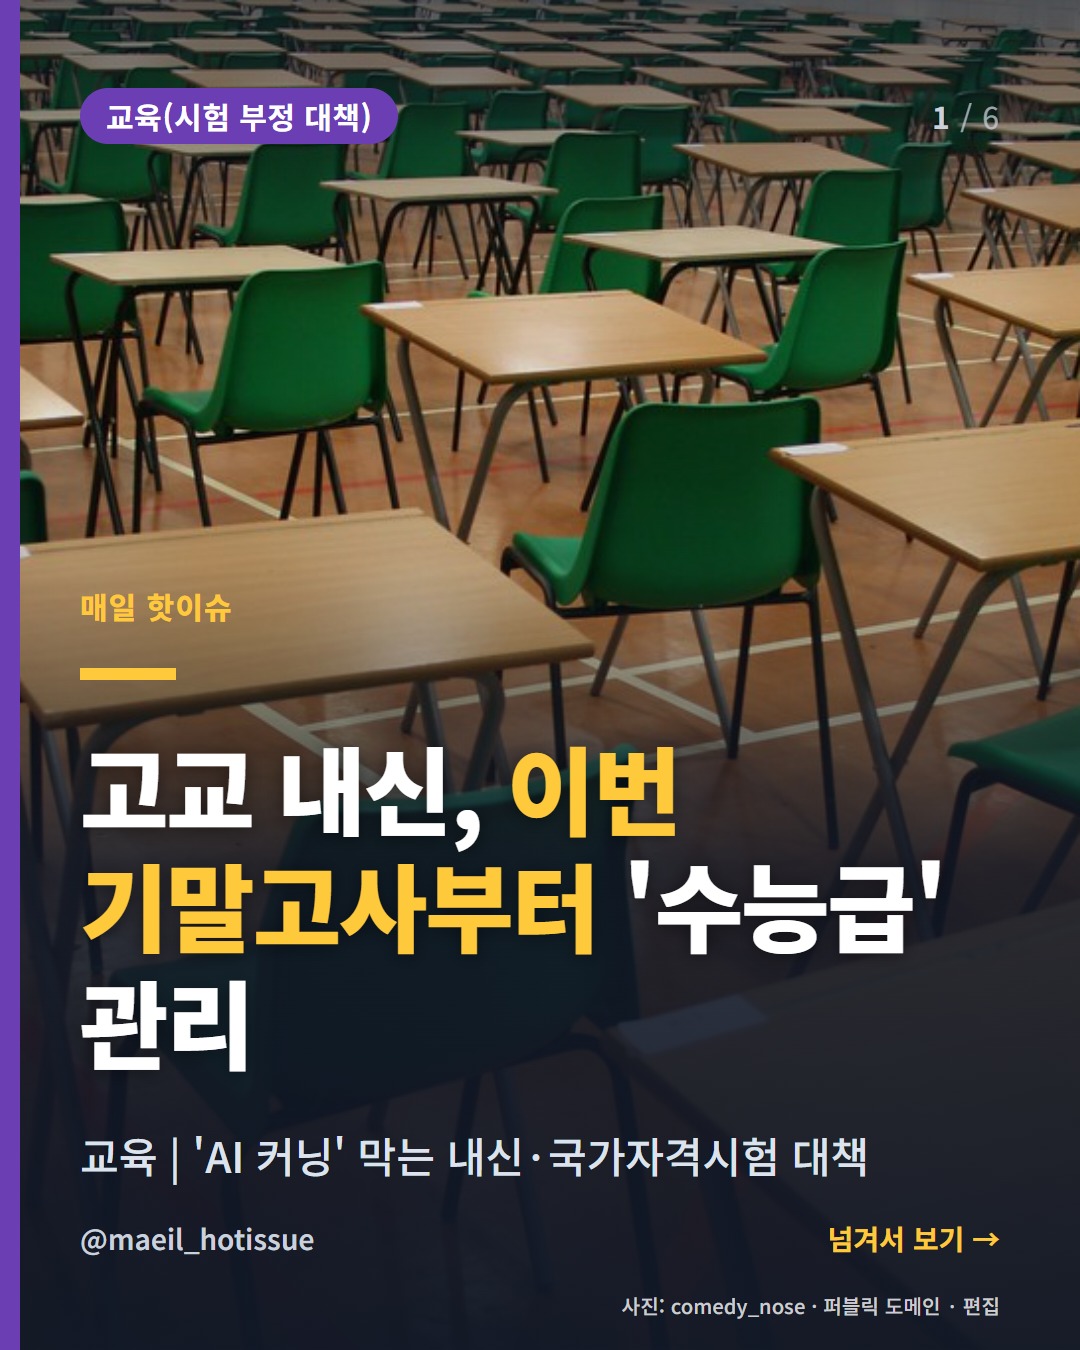 교육(시험 부정 대책)
1 / 6
매일 핫이슈
고교 내신, 이번
기말고사부터 '수능급'
관리
교육 | 'AI 커닝' 막는 내신·국가자격시험 대책
@maeil_hotissue
넘겨서 보기 →
사진: comedy_nose · 퍼블릭 도메인 · 편집